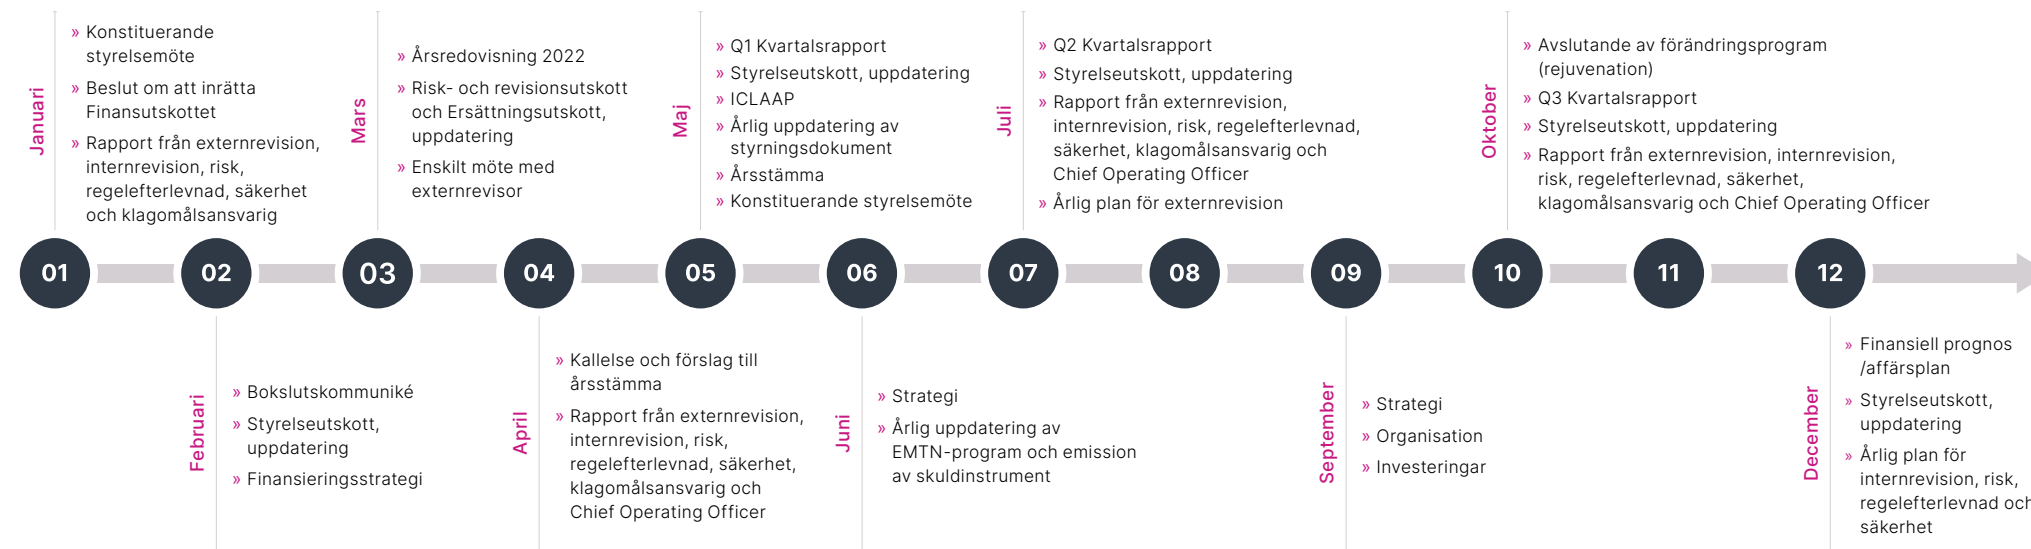 Januari
» Konstituerande
styrelsemöte
» Beslut om att inrätta
Finansutskottet
» Rapport från externrevision,
internrevision, risk,
regelefterlevnad, säkerhet
och klagomålsansvarig
Mars
» Årsredovisning 2022
» Risk- och revisionsutskott
och Ersättningsutskott,
uppdatering
» Enskilt möte med
externrevisor
Maj
» Q1 Kvartalsrapport
» Styrelseutskott, uppdatering
» ICLAAP
» Årlig uppdatering av
styrningsdokument
» Årsstämma
» Konstituerande styrelsemöte
Juli
» Q2 Kvartalsrapport
» Styrelseutskott, uppdatering
» Rapport från externrevision,
internrevision, risk, regelefterlevnad,
säkerhet, klagomålsansvarig och
Chief Operating Officer
» Årlig plan för externrevision
Oktober
» Avslutande av förändringsprogram
(rejuvenation)
» Q3 Kvartalsrapport
» Styrelseutskott, uppdatering
» Rapport från externrevision, internrevision,
risk, regelefterlevnad, säkerhet,
klagomålsansvarig och Chief Operating Officer
01 02 03 04 05 06 07 08 09 10 11 12
Februari
» Bokslutskommuniké
» Styrelseutskott,
uppdatering
» Finansieringsstrategi
April
» Kallelse och förslag till
årsstämma
» Rapport från externrevision,
internrevision, risk,
regelefterlevnad, säkerhet,
klagomålsansvarig och
Chief Operating Officer
Juni
» Strategi
» Årlig uppdatering av
EMTN-program och emission
av skuldinstrument
September
» Strategi
» Organisation
» Investeringar
December
» Finansiell prognos
/affärsplan
» Styrelseutskott,
uppdatering
» Årlig plan för
internrevision, risk,
regelefterlevnad och
säkerhet